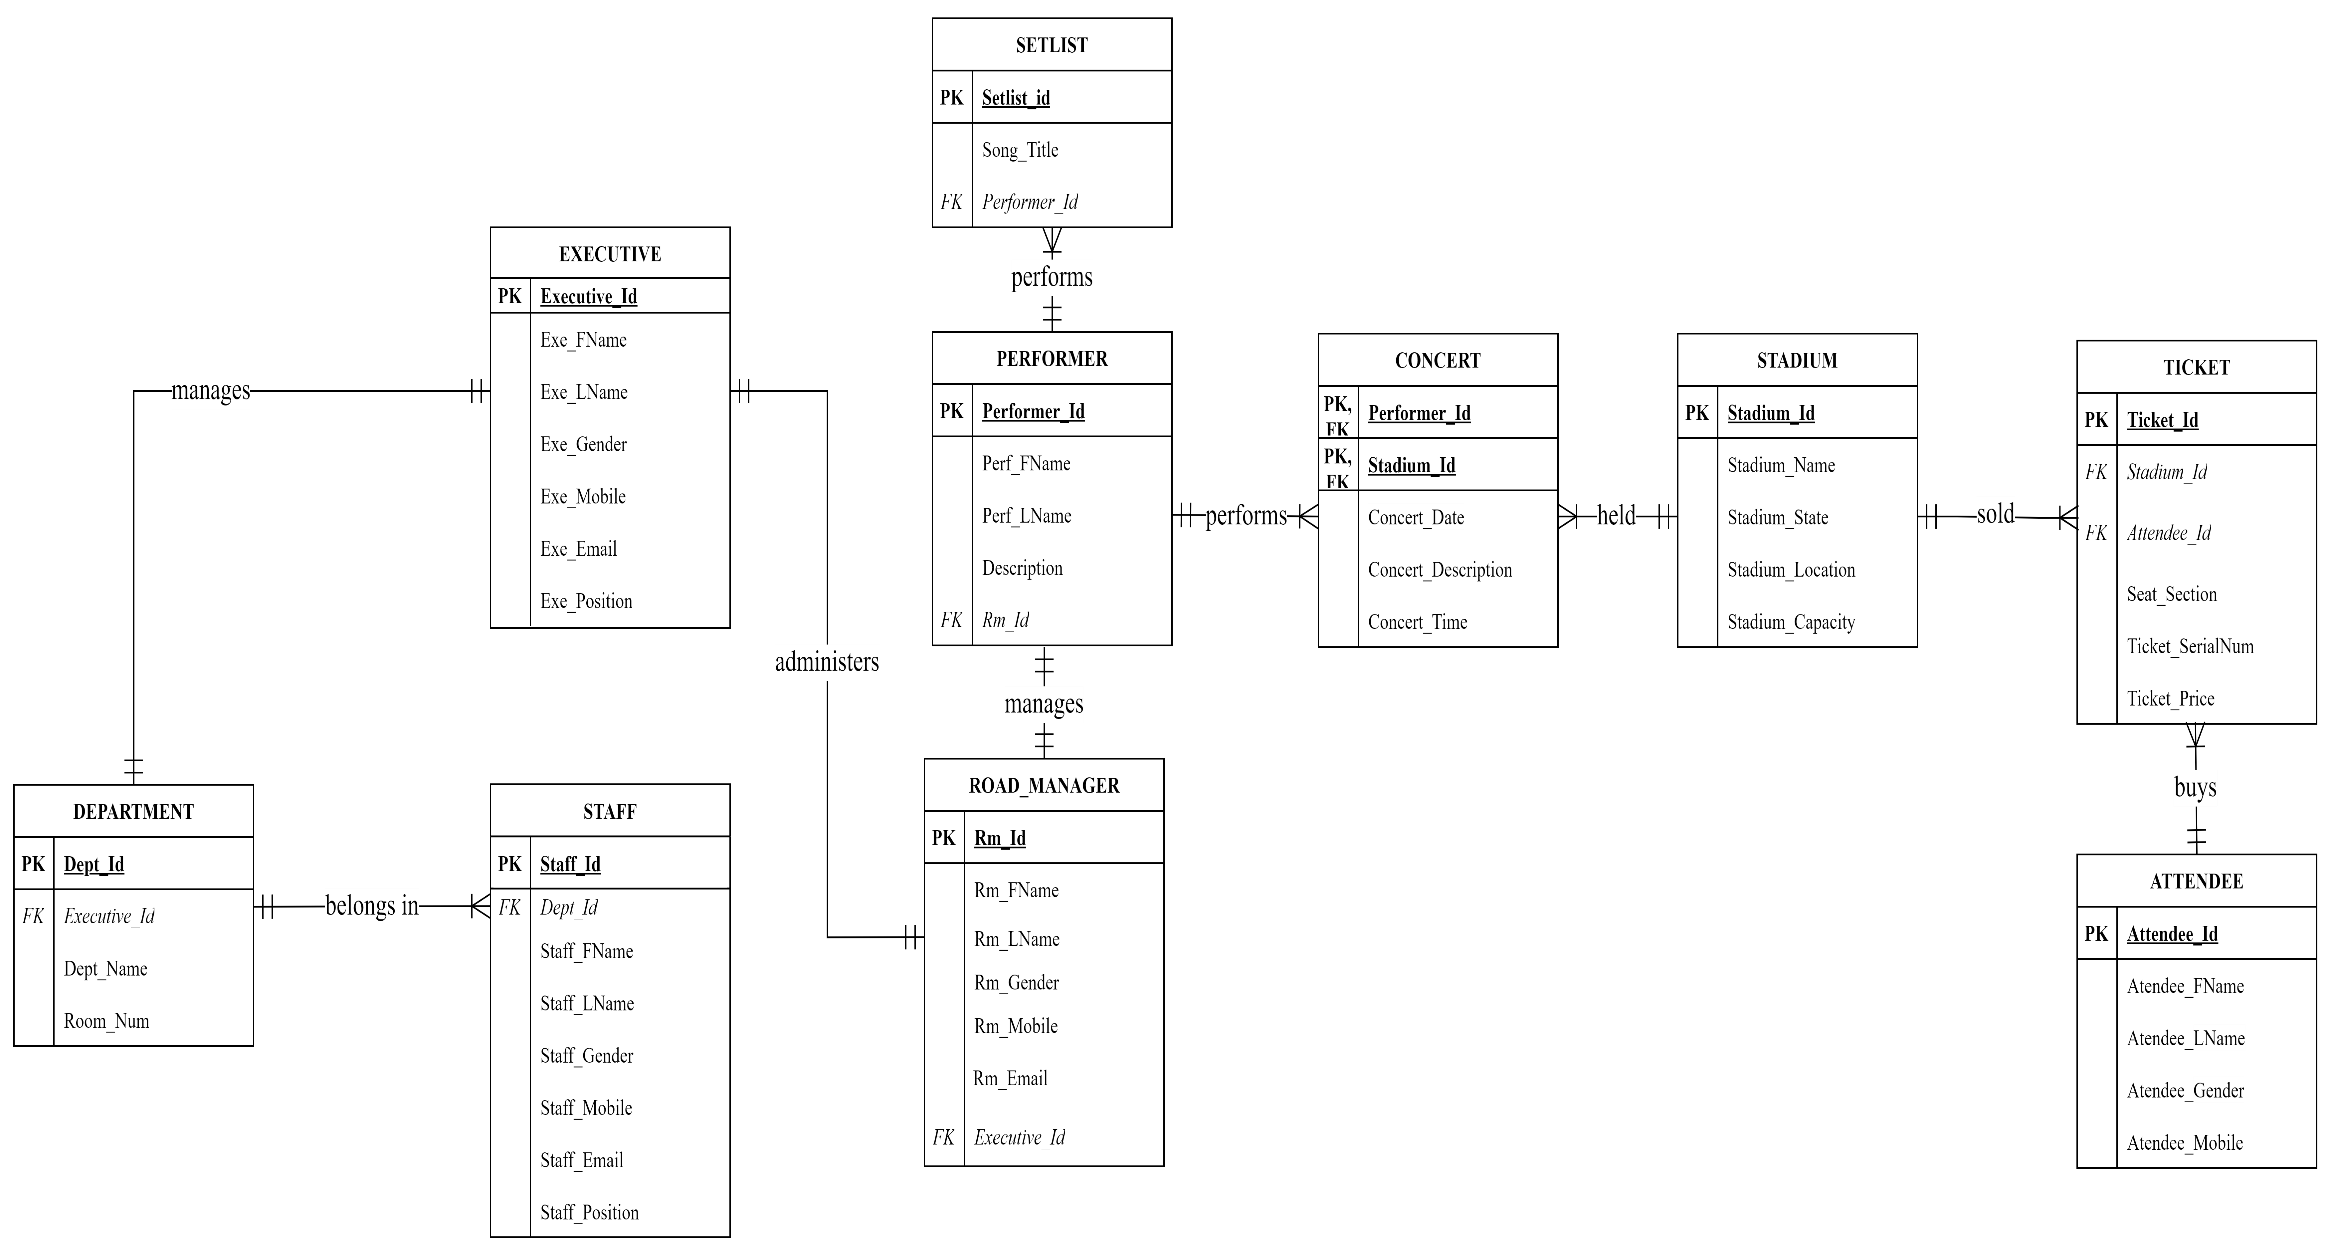 SETLIST
PK Setlist_id
Song_Title
FK Performer_Id
performs
EXECUTIVE
PK Executive_Id
Exe_FName
Exe_LName
Exe_Gender
Exe_Mobile
Exe_Email
Exe_Position
manages
administers
PERFORMER
PK Performer_Id
Perf_FName
Perf_LName
Description
FK Rm_Id
performs
CONCERT
PK,
FK Performer_Id
PK,
FK Stadium_Id
Concert_Date
Concert_Description
Concert_Time
held
STADIUM
PK Stadium_Id
Stadium_Name
Stadium_State
Stadium_Location
Stadium_Capacity
sold
TICKET
PK Ticket_Id
FK Stadium_Id
FK Attendee_Id
Seat_Section
Ticket_SerialNum
Ticket_Price
manages
buys
DEPARTMENT
PK Dept_Id
FK Executive_Id
Dept_Name
Room_Num
belongs in
STAFF
PK Staff_Id
FK Dept_Id
Staff_FName
Staff_LName
Staff_Gender
Staff_Mobile
Staff_Email
Staff_Position
ROAD_MANAGER
PK Rm_Id
Rm_FName
Rm_LName
Rm_Gender
Rm_Mobile
Rm_Email
FK Executive_Id
ATTENDEE
PK Attendee_Id
Atendee_FName
Atendee_LName
Atendee_Gender
Atendee_Mobile